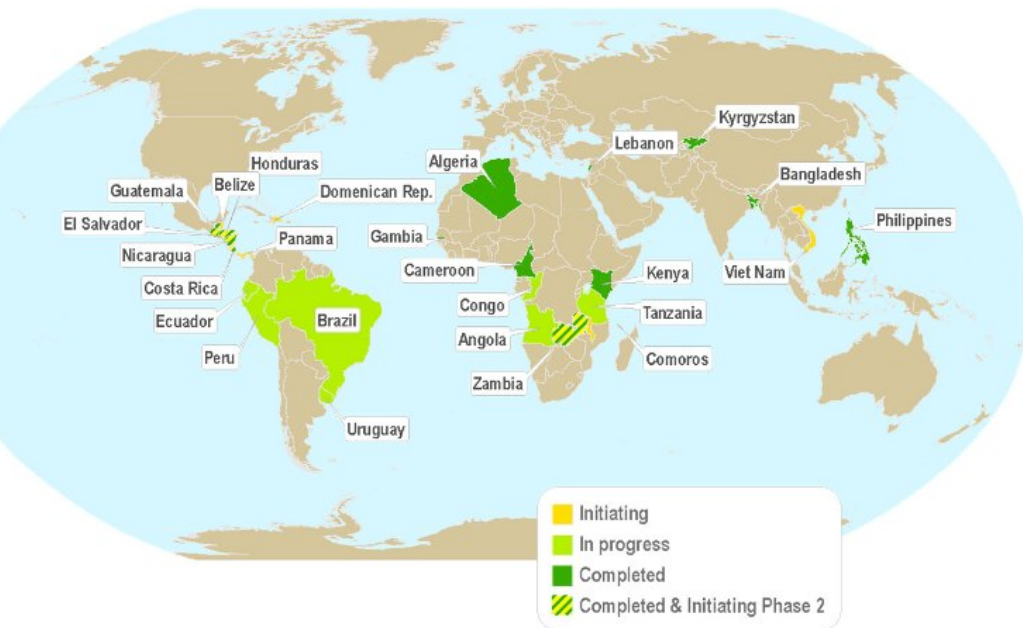 Kyrgyzstan
Lebanon
Honduras
Algeria
Belize
Bangladesh
Guatemala
Domenican Rep.
El Salvador
Philippines
Panama
Gambia
Nicaragua
Cameroon
Kenya
Viet Nam
Costa Rica
Congo
Ecuador
Brazil
Tanzania
Angola
Peru
Comoros
Zambia
Uruguay
Initiating
In progress
Completed
Completed & Initiating Phase 2